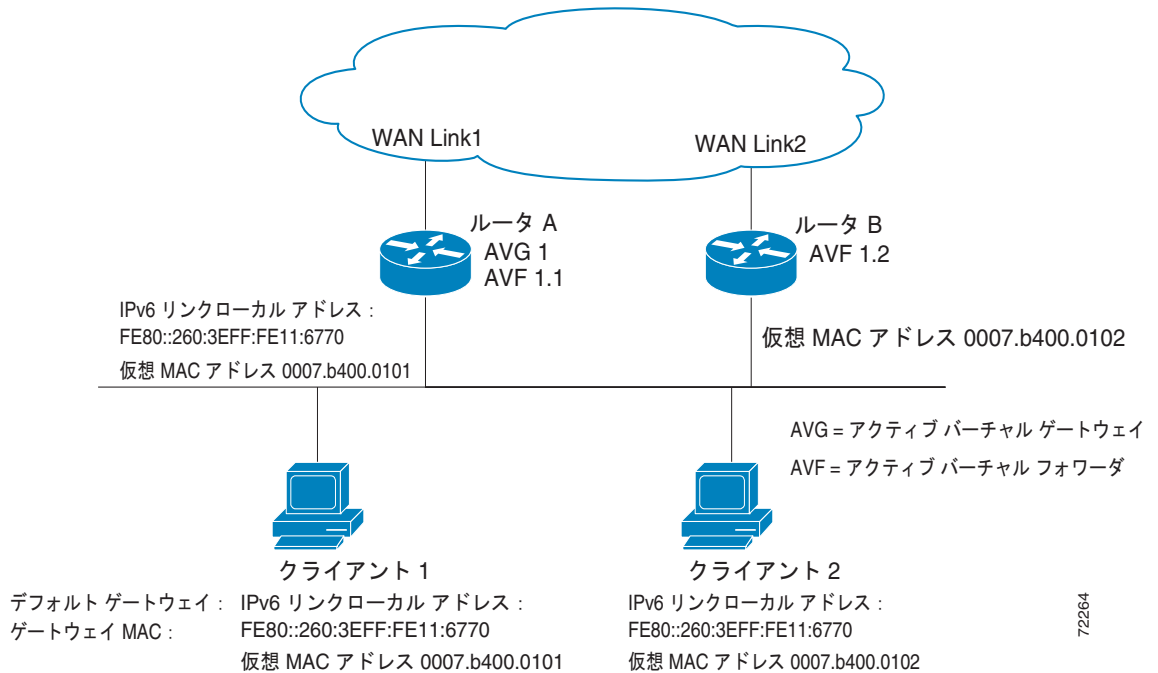 WAN Link1
WAN Link2
ルータ A
AVG 1
AVF 1.1
ルータ B
AVF 1.2
IPv6 リンクローカル アドレス：
FE80::260:3EFF:FE11:6770
仮想 MAC アドレス 0007.b400.0101
仮想 MAC アドレス 0007.b400.0102
AVG = アクティブ バーチャル ゲートウェイ
AVF = アクティブ バーチャル フォワーダ
クライアント 1
クライアント 2
デフォルト ゲートウェイ：
ゲートウェイ MAC：
IPv6 リンクローカル アドレス：
FE80::260:3EFF:FE11:6770
仮想 MAC アドレス 0007.b400.0101
IPv6 リンクローカル アドレス：
FE80::260:3EFF:FE11:6770
仮想 MAC アドレス 0007.b400.0102
72264